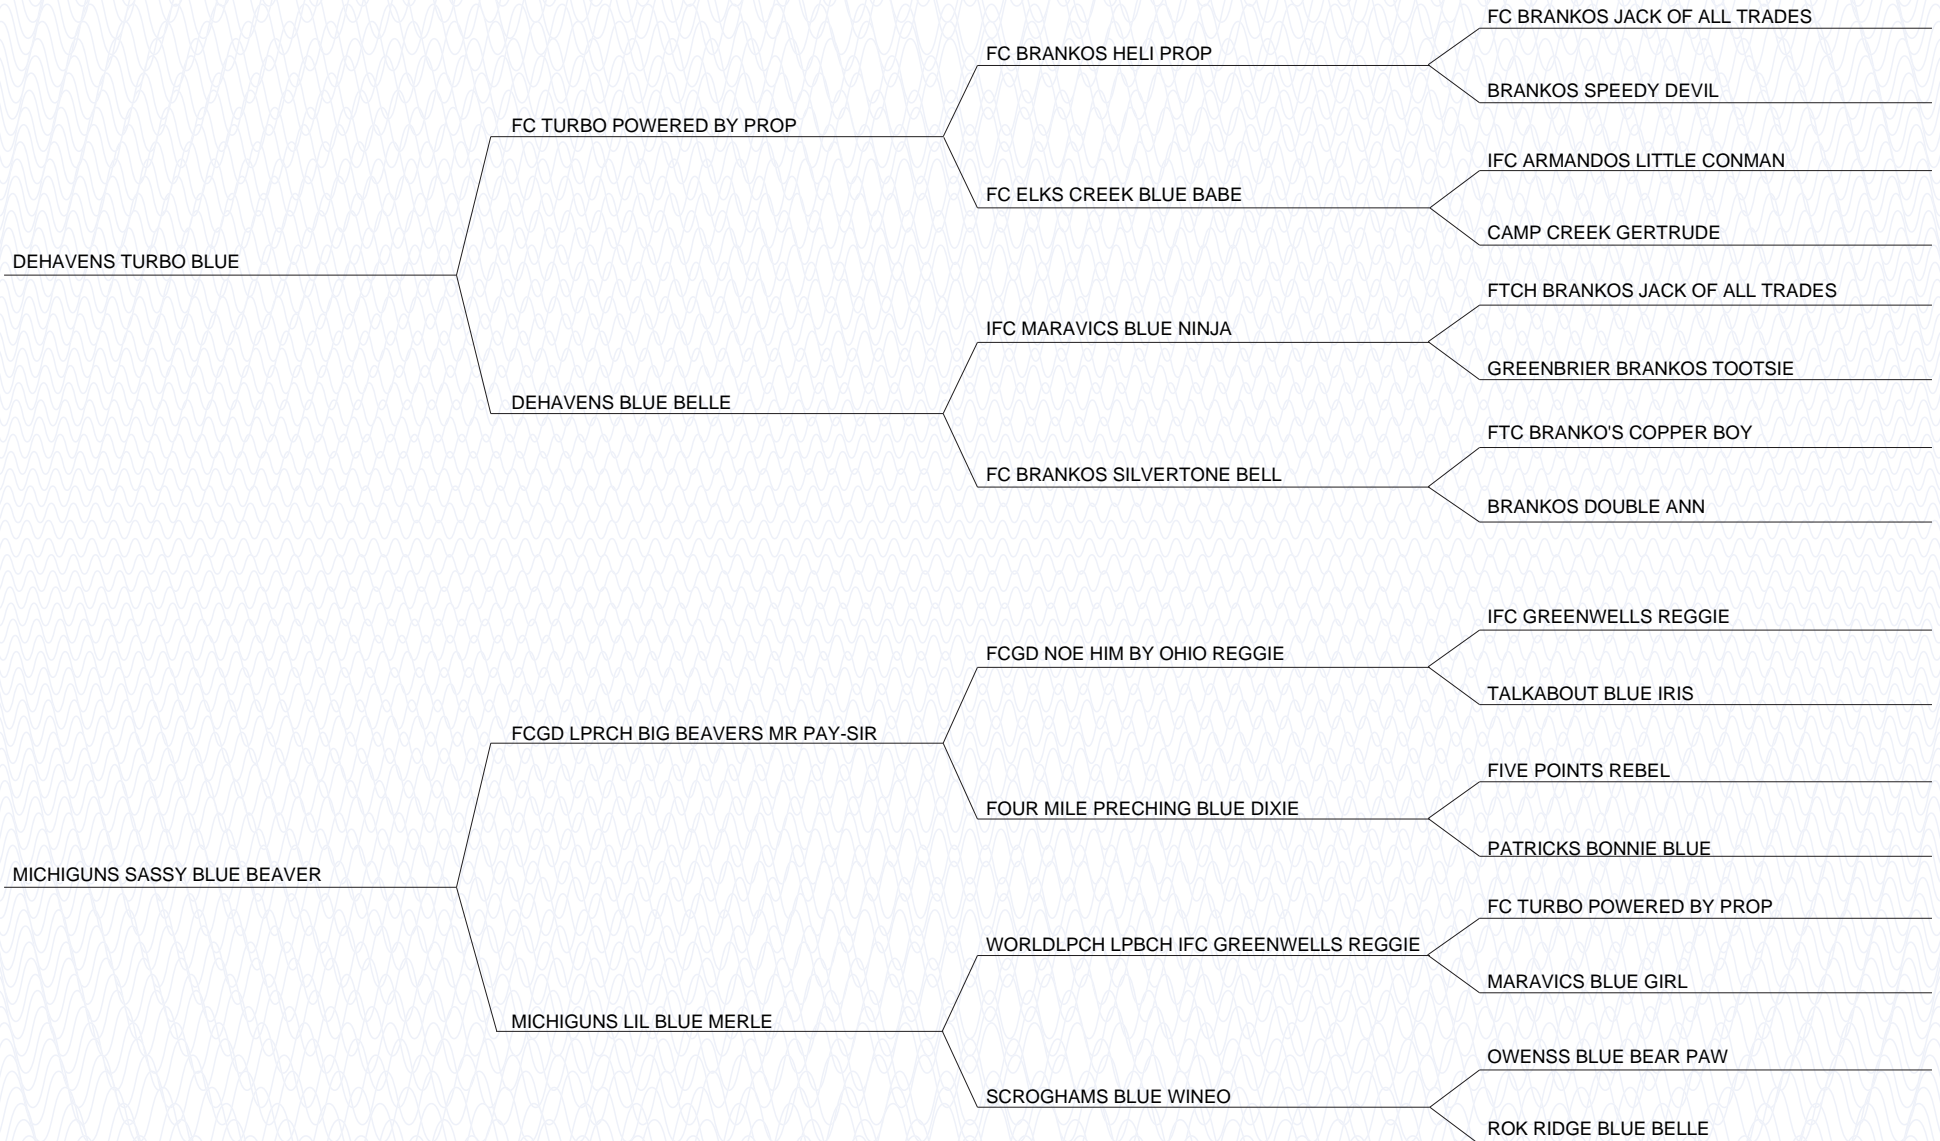 FC BRANKOS JACK OF ALL TRADES
FC BRANKOS HELI PROP
BRANKOS SPEEDY DEVIL
FC TURBO POWERED BY PROP
IFC ARMANDOS LITTLE CONMAN
FC ELKS CREEK BLUE BABE
CAMP CREEK GERTRUDE
DEHAVENS TURBO BLUE
FTCH BRANKOS JACK OF ALL TRADES
IFC MARAVICS BLUE NINJA
GREENBRIER BRANKOS TOOTSIE
DEHAVENS BLUE BELLE
FTC BRANKO'S COPPER BOY
FC BRANKOS SILVERTONE BELL
BRANKOS DOUBLE ANN
IFC GREENWELLS REGGIE
FCGD NOE HIM BY OHIO REGGIE
TALKABOUT BLUE IRIS
FCGD LPRCH BIG BEAVERS MR PAY-SIR
FIVE POINTS REBEL
FOUR MILE PRECHING BLUE DIXIE
PATRICKS BONNIE BLUE
MICHIGUNS SASSY BLUE BEAVER
FC TURBO POWERED BY PROP
WORLDLPCH LPBCH IFC GREENWELLS REGGIE
MARAVICS BLUE GIRL
MICHIGUNS LIL BLUE MERLE
OWENSS BLUE BEAR PAW
SCROGHAMS BLUE WINEO
ROK RIDGE BLUE BELLE